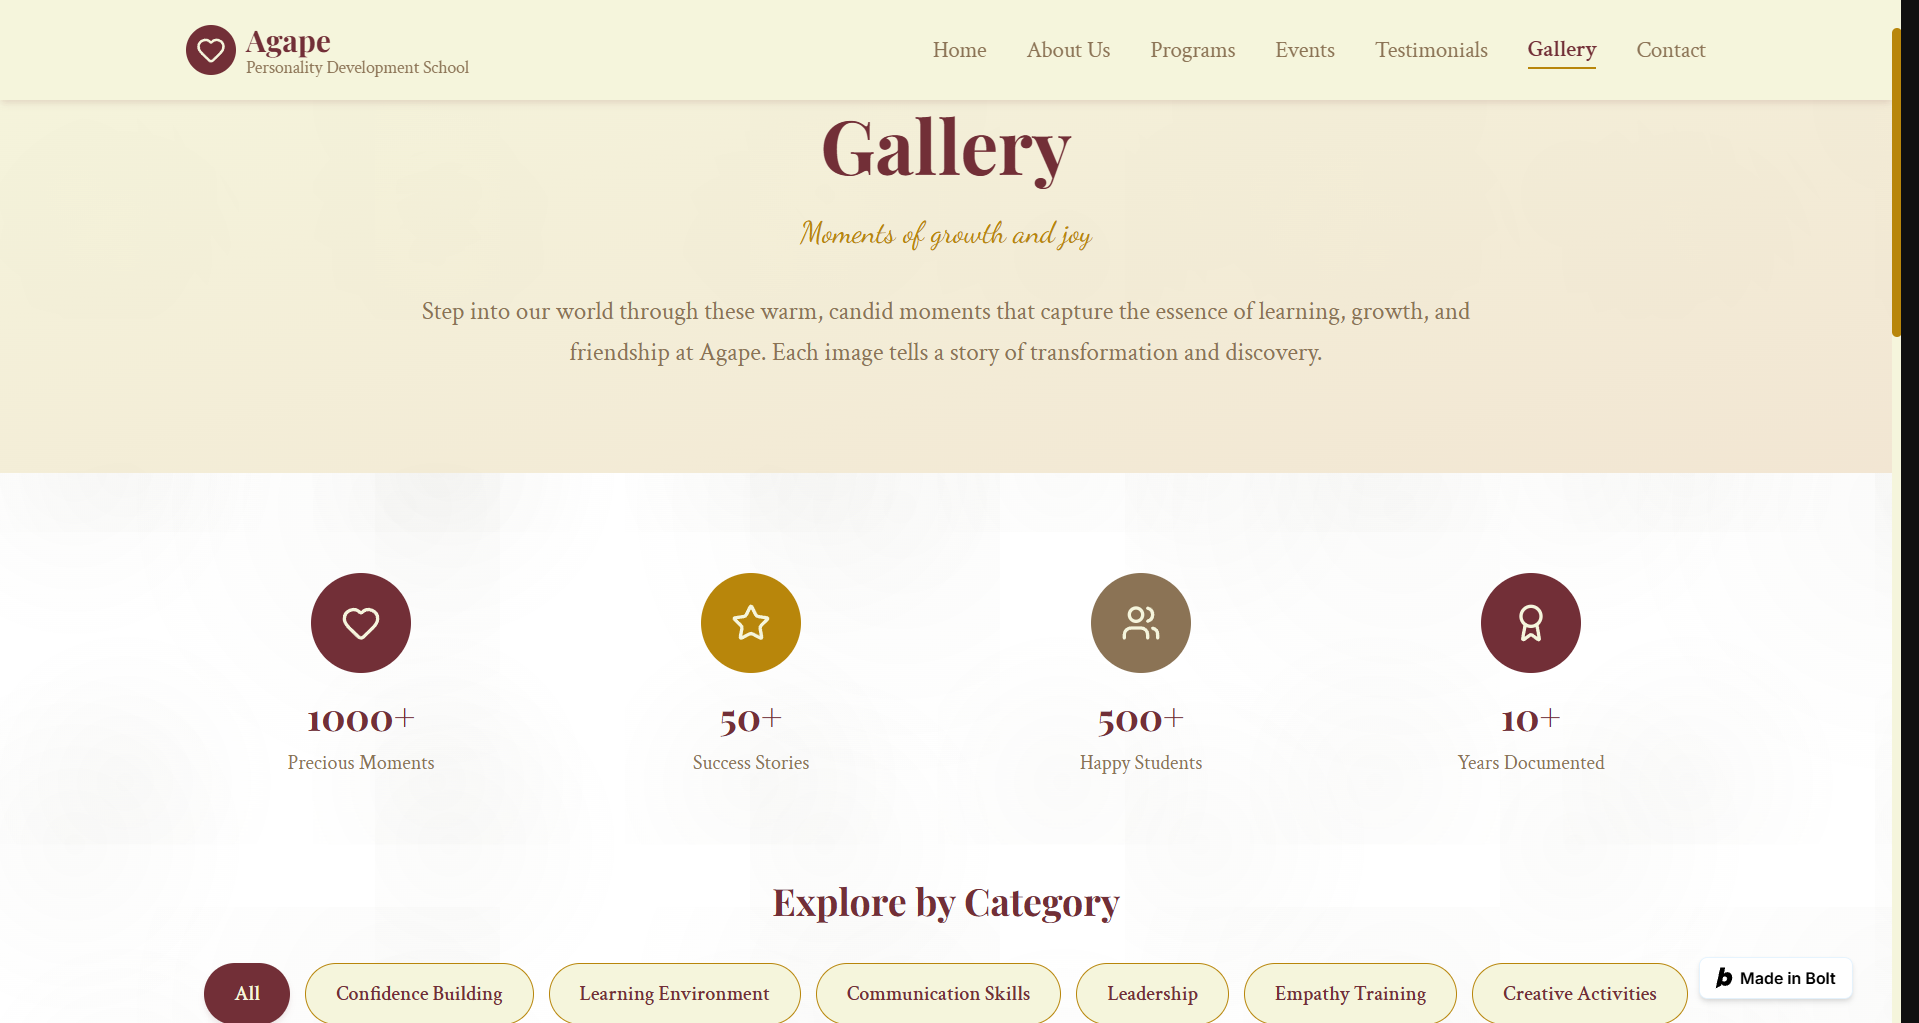 Agape
Personality Development School
Home About Us Programs Events Testimonials Gallery Contact
Gallery
Moments of growth and joy
Step into our world through these warm, candid moments that capture the essence of learning, growth, and
friendship at Agape. Each image tells a story of transformation and discovery.
1000+ 50+ 500+ 10+
Precious Moments Success Stories Happy Students Years Documented
Explore by Category
All Confidence Building Learning Environment Communication Skills Leadership Empathy Training Creative Activities
b Made in Bolt